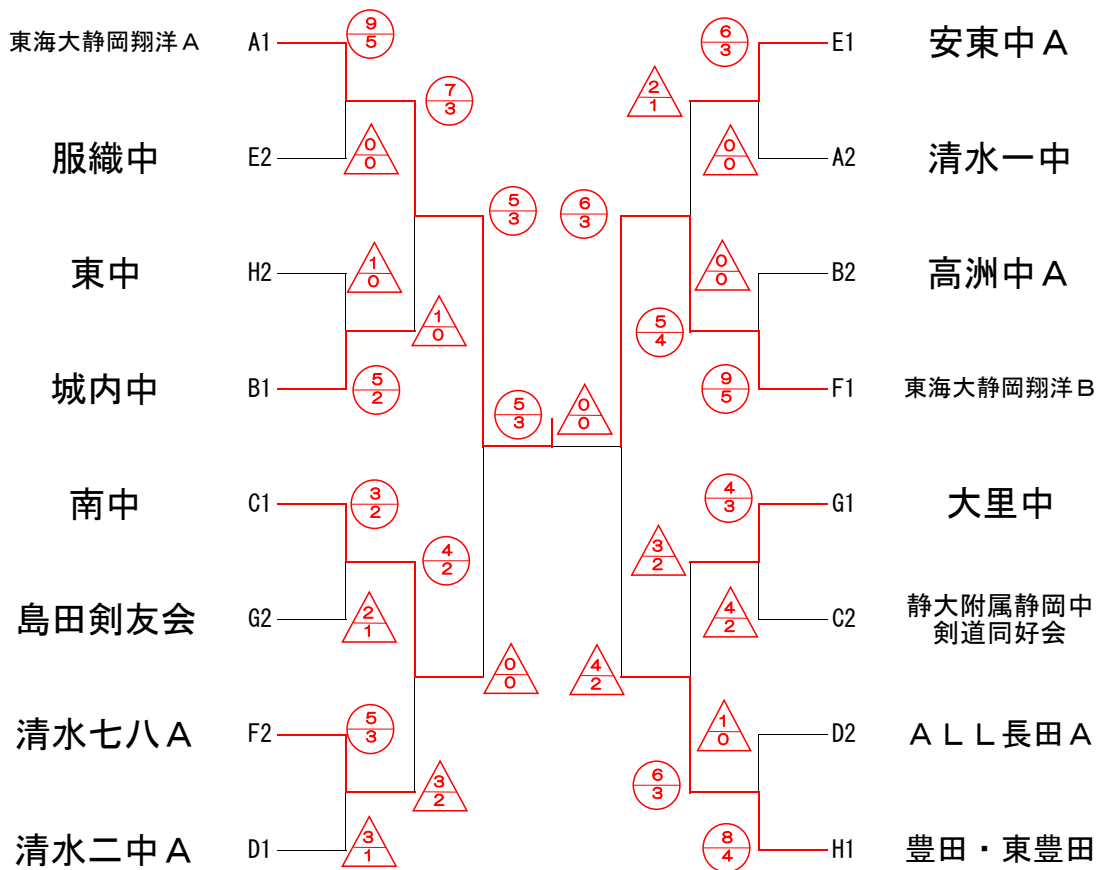 東海大静岡翔洋A A1 9 5 6 3 E1 安東中A
7 3 2 1
服織中 E2 0 0 0 0 A2 清水一中
5 3 6 3
東中 H2 1 0 0 0 B2 高洲中A
1 0 5 4
城内中 B1 5 2 9 5 F1 東海大静岡翔洋B
5 3 0 0
南中 C1 3 2 4 3 G1 大里中
4 2 3 2
島田剣友会 G2 2 1 4 2 C2 静大附属静岡中
剣道同好会
0 0 4 2
清水七八A F2 5 3 1 0 D2 ALL長田A
3 2 6 3
清水二中A D1 3 1 8 4 H1 豊田・東豊田